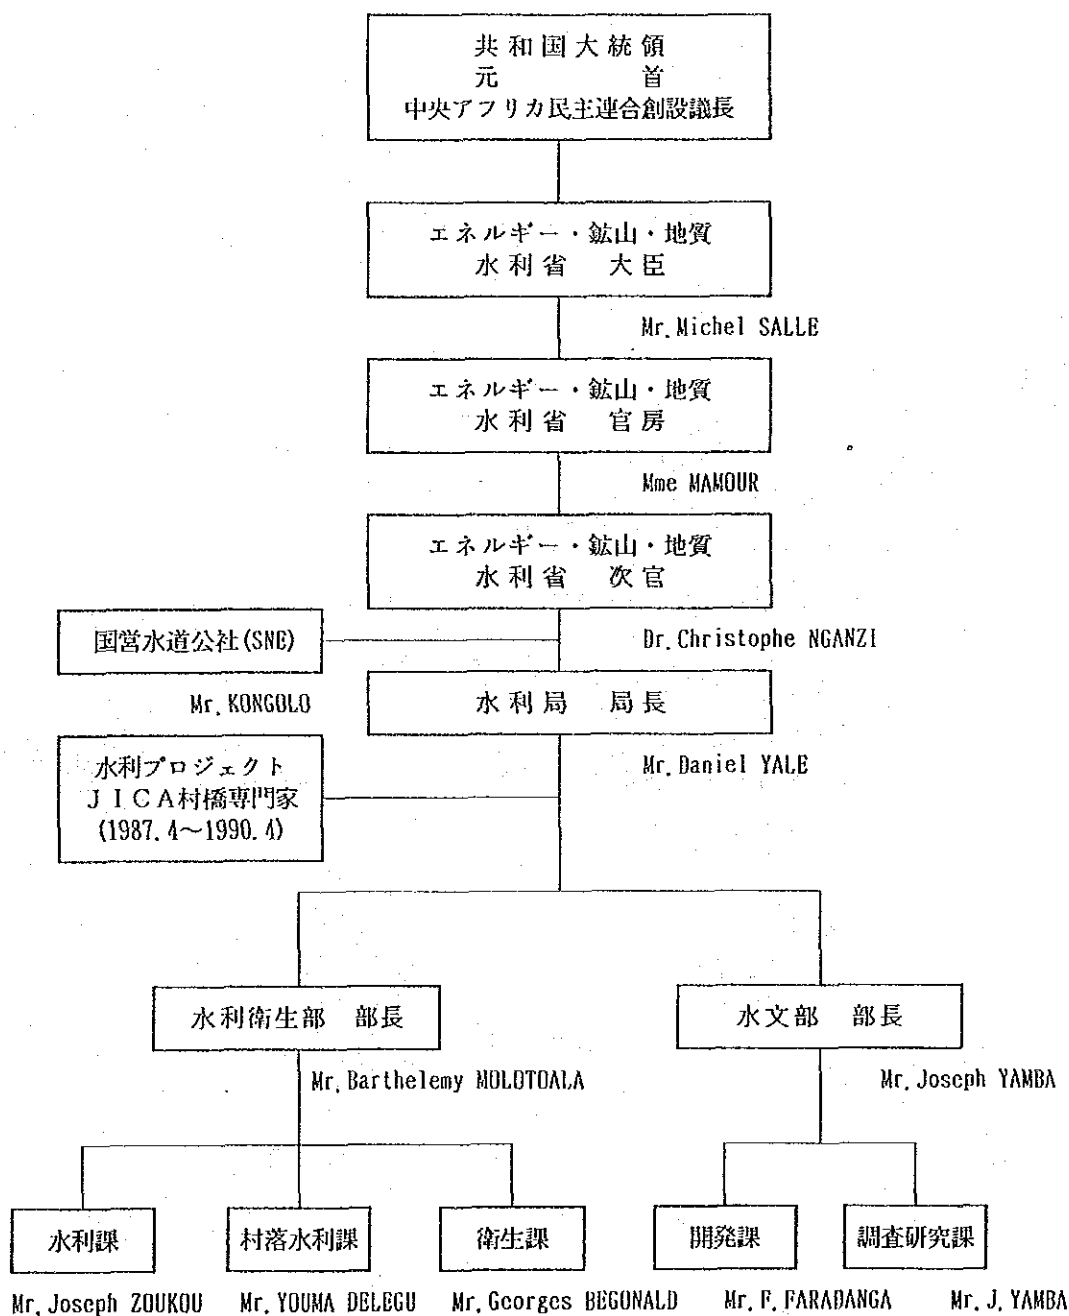 共和国大統領
元　　　首
中央アフリカ民主連合創設議長
エネルギー・鉱山・地質
水利省　大臣
Mr. Michel SALLE
エネルギー・鉱山・地質
水利省　官房
Mme MAMOUR
エネルギー・鉱山・地質
水利省　次官
国営水道公社(SNE)
Dr. Christophe NGANZI
Mr. KONGOLO
水利局　局長
水利プロジェクト
ＪＩＣＡ村橋専門家
(1987.4～1990.4)
Mr. Daniel YALE
水利衛生部　部長
水文部　部長
Mr. Barthelemy MOLOTOALA
Mr. Joseph YAMBA
水利課
村落水利課
衛生課
開発課
調査研究課
Mr. Joseph ZOUKOU
Mr. YOUMA DELEGU
Mr. Georges BEGONALD
Mr. F. FARADANGA
Mr. J. YAMBA